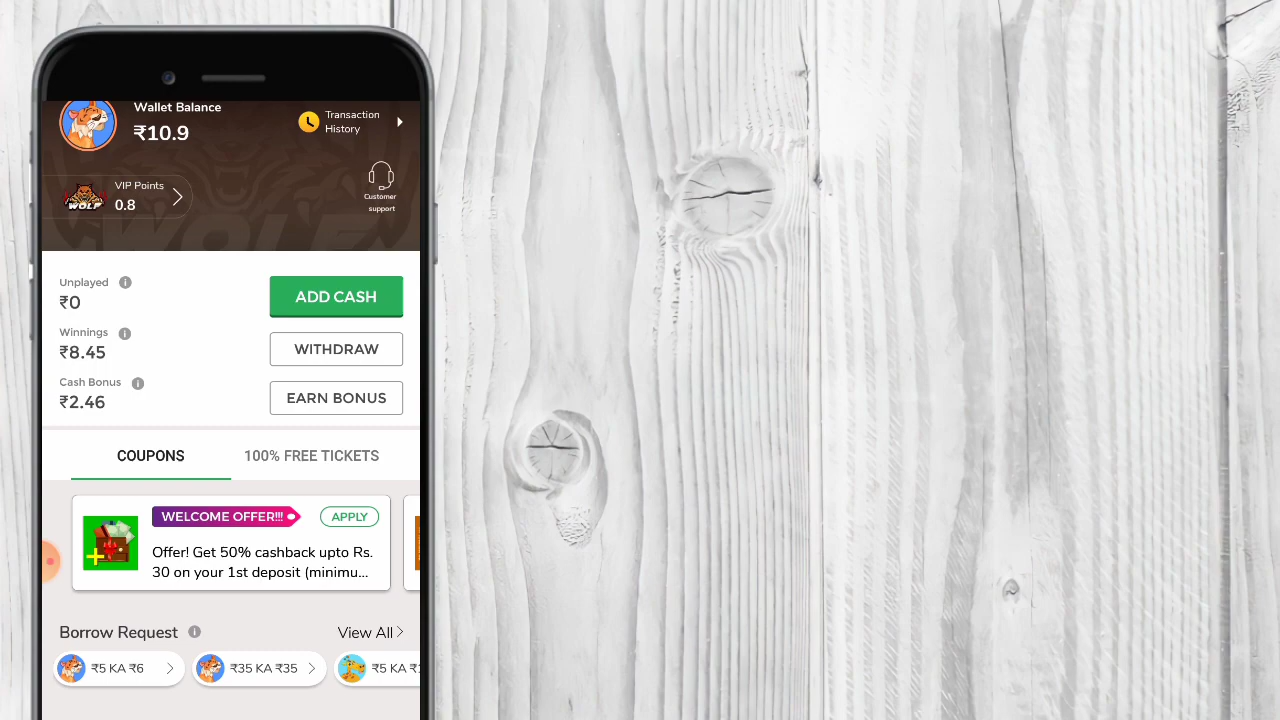 Wallet Balance
₹10.9
Transaction
History
VIP Points
0.8
WOLF
Customer
support
WOLF
Unplayed
₹0
ADD CASH
Winnings
₹8.45
WITHDRAW
Cash Bonus
₹2.46
EARN BONUS
COUPONS
100% FREE TICKETS
WELCOME OFFER!!!
APPLY
Offer! Get 50% cashback upto Rs.
30 on your 1st deposit (minimu...
Borrow Request
View All
₹5 KA ₹6
₹35 KA ₹35
₹5 KA